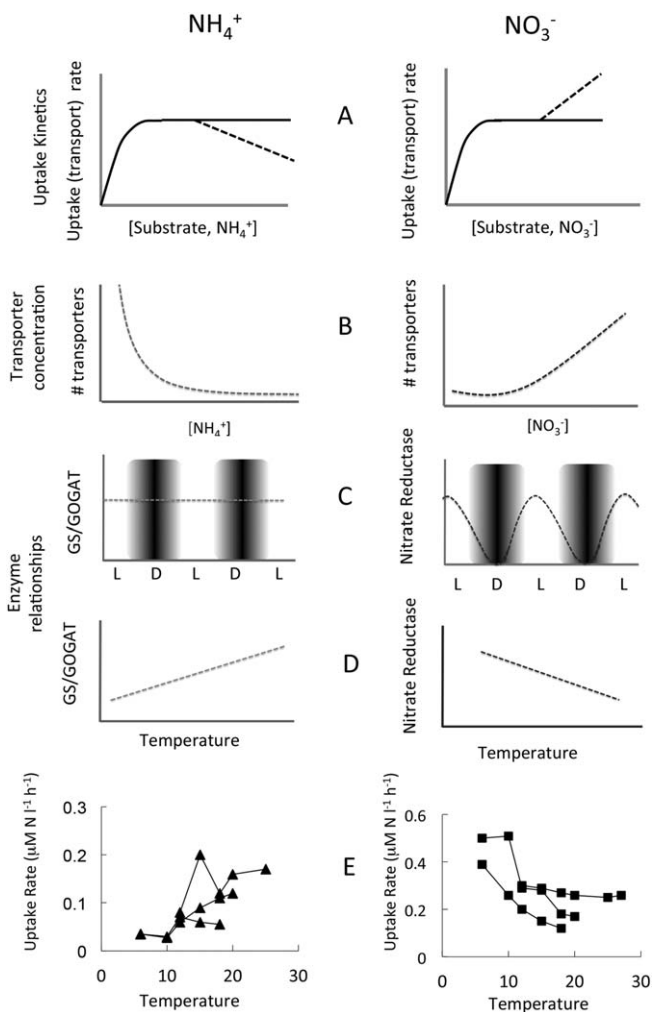 NH₄⁺
NO₃⁻
Uptake Kinetics
Uptake (transport) rate
[Substrate, NH₄⁺]
A
Uptake (transport) rate
[Substrate, NO₃⁻]
Transporter
concentration
# transporters
[NH₄⁺]
B
# transporters
[NO₃⁻]
Enzyme
relationships
GS/GOGAT
L D L D L
C
Nitrate Reductase
L D L D L
GS/GOGAT
Temperature
D
Nitrate Reductase
Temperature
Uptake Rate (μM N l⁻¹ h⁻¹)
0.3
0.2
0.1
0
0 10 20 30
Temperature
E
Uptake Rate (μM N l⁻¹ h⁻¹)
0.6
0.4
0.2
0
0 10 20 30
Temperature